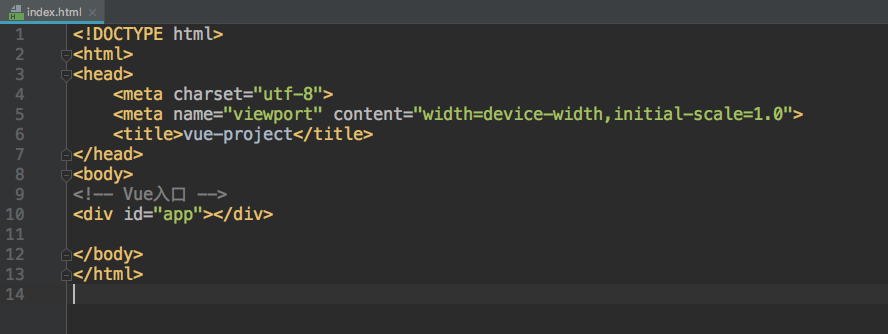 index.html
1 <!DOCTYPE html>
2 <html>
3 <head>
4     <meta charset="utf-8">
5     <meta name="viewport" content="width=device-width,initial-scale=1.0">
6     <title>vue-project</title>
7 </head>
8 <body>
9 <!-- Vue入口 -->
10 <div id="app"></div>
11
12 </body>
13 </html>
14